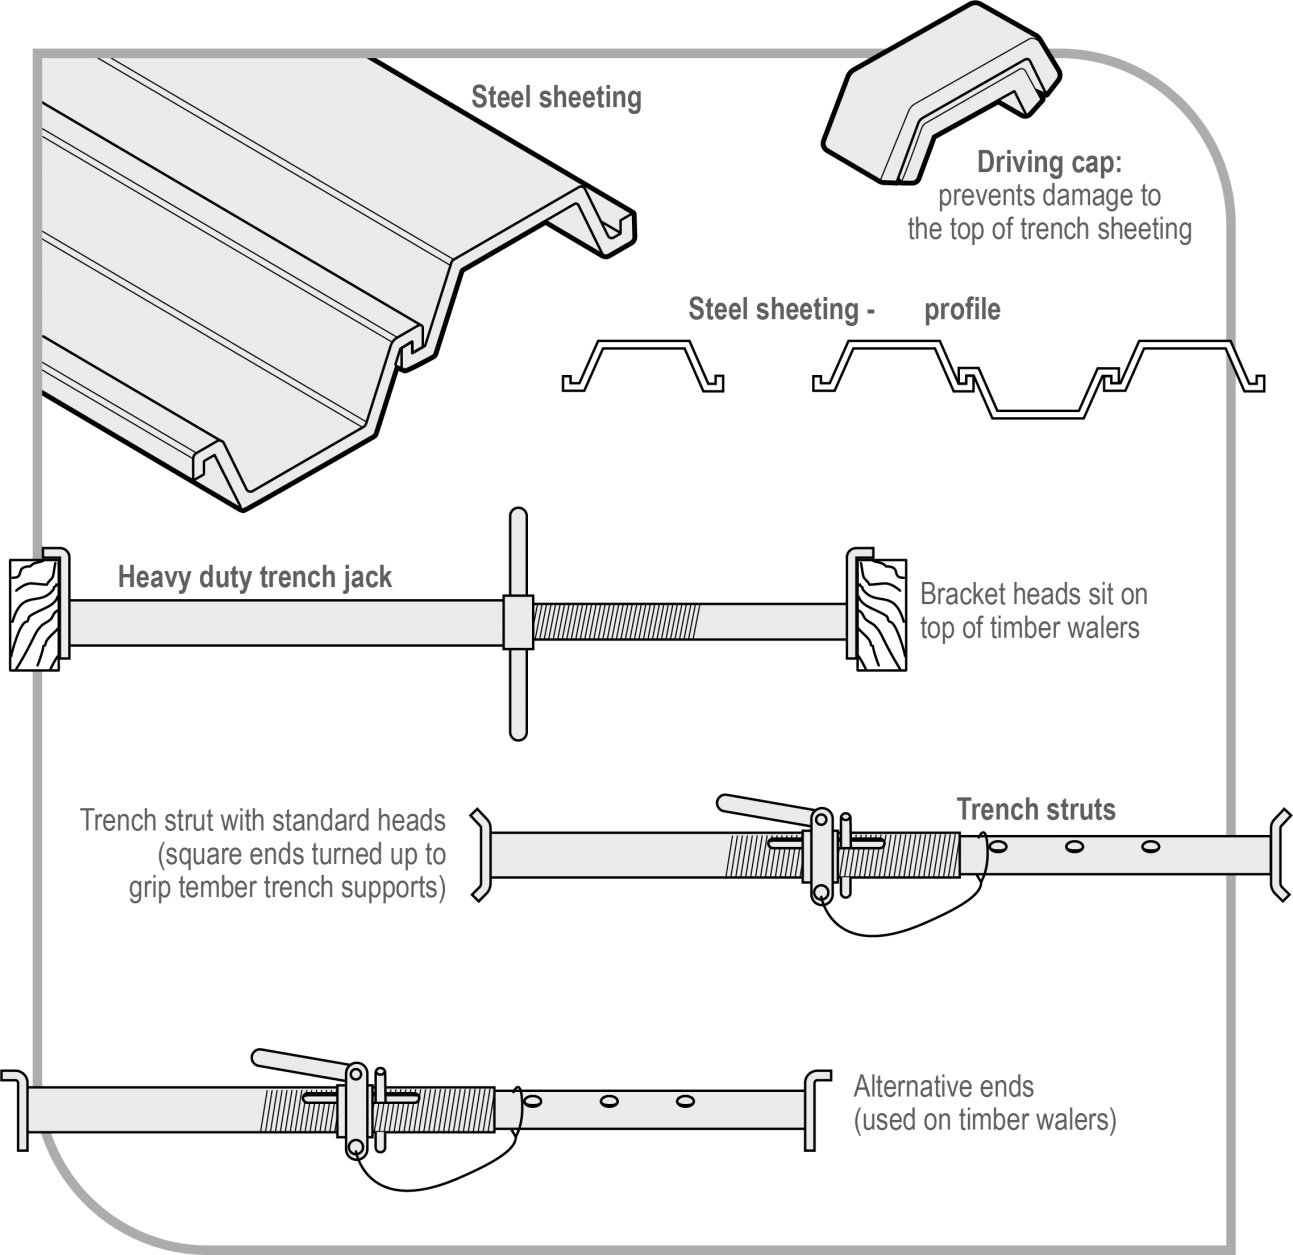 Steel sheeting
Driving cap:
prevents damage to
the top of trench sheeting
Steel sheeting - profile
Heavy duty trench jack
Bracket heads sit on
top of timber walers
Trench strut with standard heads
(square ends turned up to
grip tember trench supports)
Trench struts
Alternative ends
(used on timber walers)